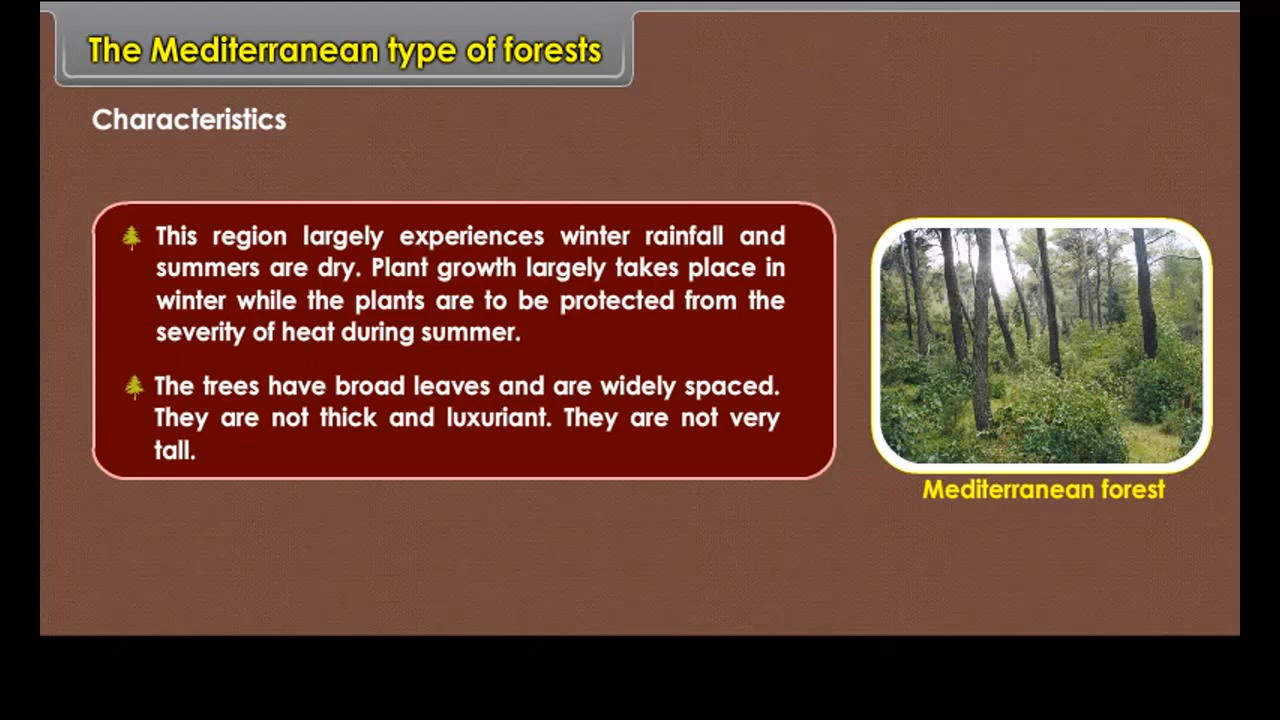 The Mediterranean type of forests
Characteristics
This region largely experiences winter rainfall and
summers are dry. Plant growth largely takes place in
winter while the plants are to be protected from the
severity of heat during summer.
The trees have broad leaves and are widely spaced.
They are not thick and luxuriant. They are not very
tall.
Mediterranean forest